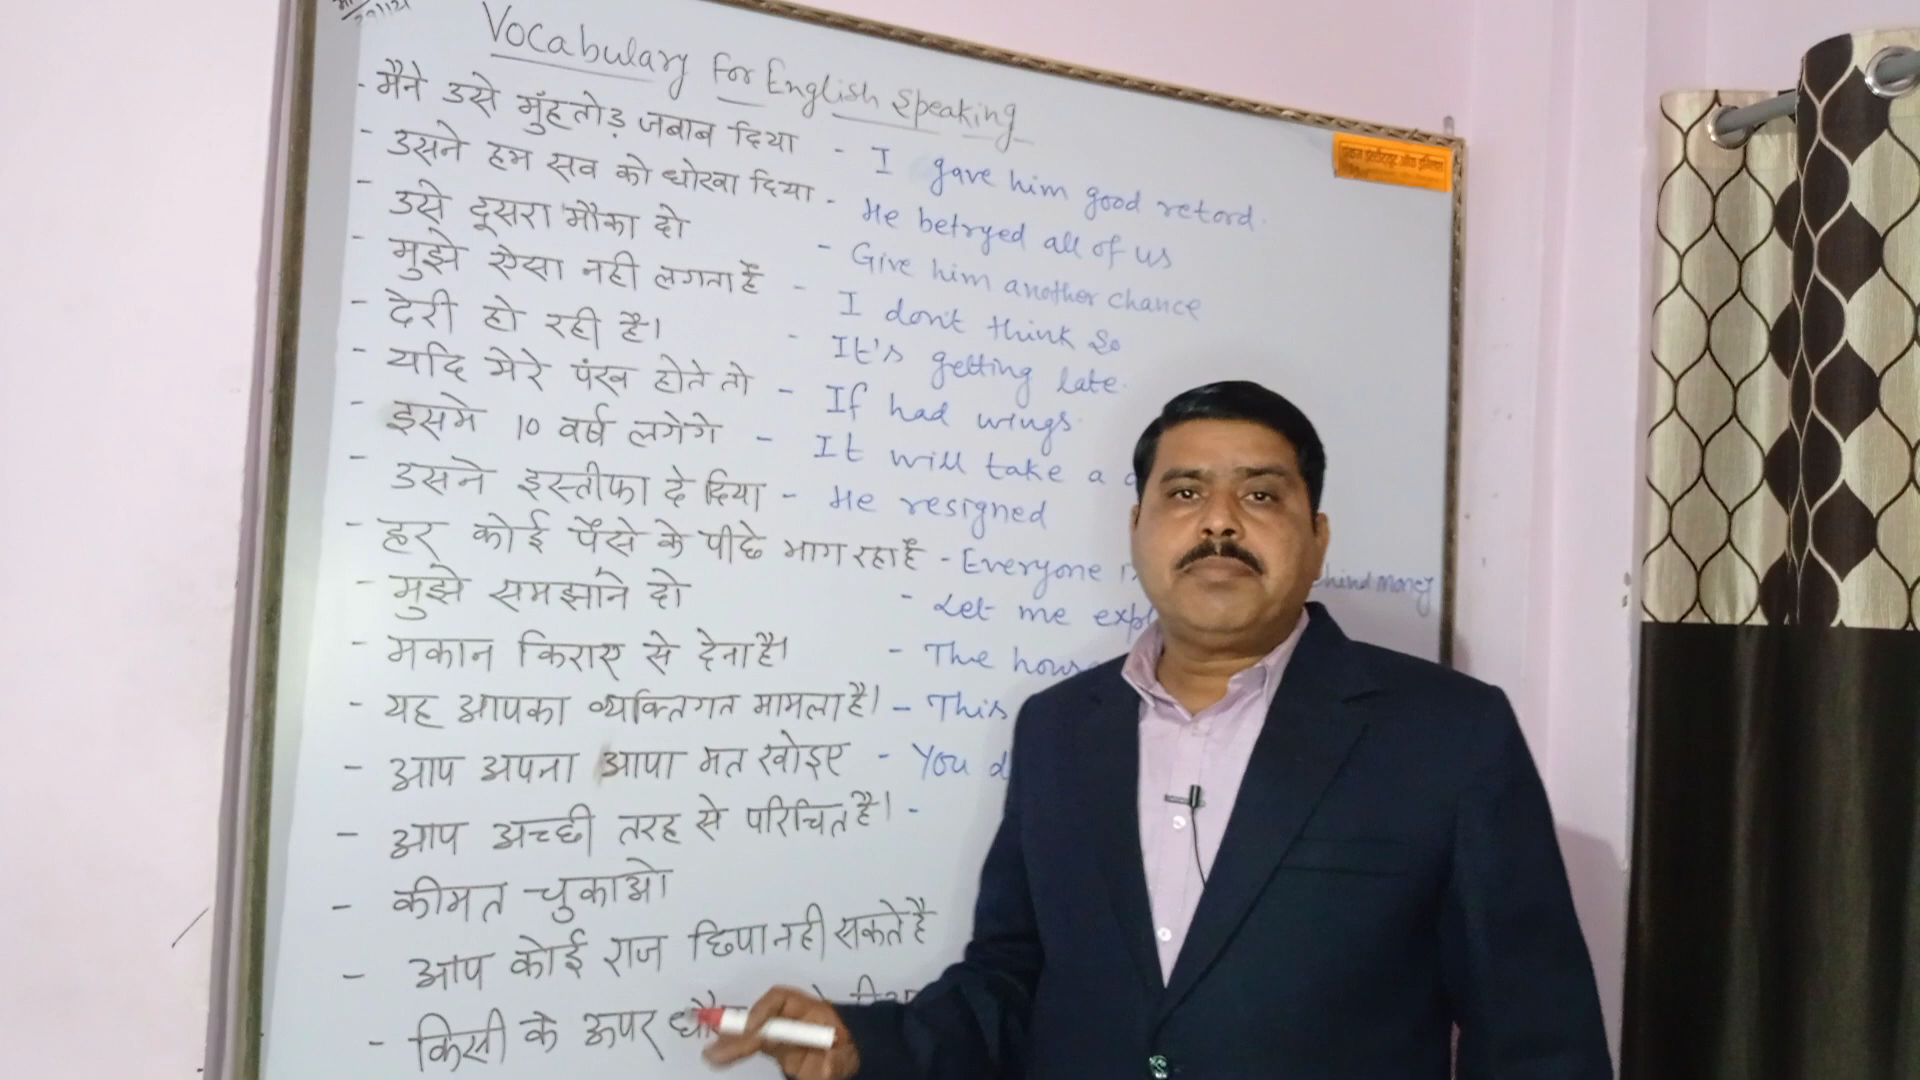 Vocabulary For English Speaking
- मैने उसे मुँहतोड़ जबाब दिया - I gave him good retord.
- उसने हम सब को धोखा दिया - He betryed all of us
- उसे दूसरा मौका दो - Give him another chance
- मुझे ऐसा नही लगता है - I don't think so
- देरी हो रही है। - It's getting late.
- यदि मेरे पंख होते तो - If had wings.
- इसमे 10 वर्ष लगेगे - It will take a
- उसने इस्तीफा दे दिया - He resigned
- हर कोई पैसे के पीछे भाग रहा है - Everyone money
- मुझे समझाने दो - Let me
- मकान किराए से देना है। - The
- यह आपका व्यक्तिगत मामला है। - This
- आप अपना आपा मत खोइए - You
- आप अच्छी तरह से परिचित है। -
- कीमत चुकाओ
- आप कोई राज छिपा नही सकते है
- किसी के ऊपर